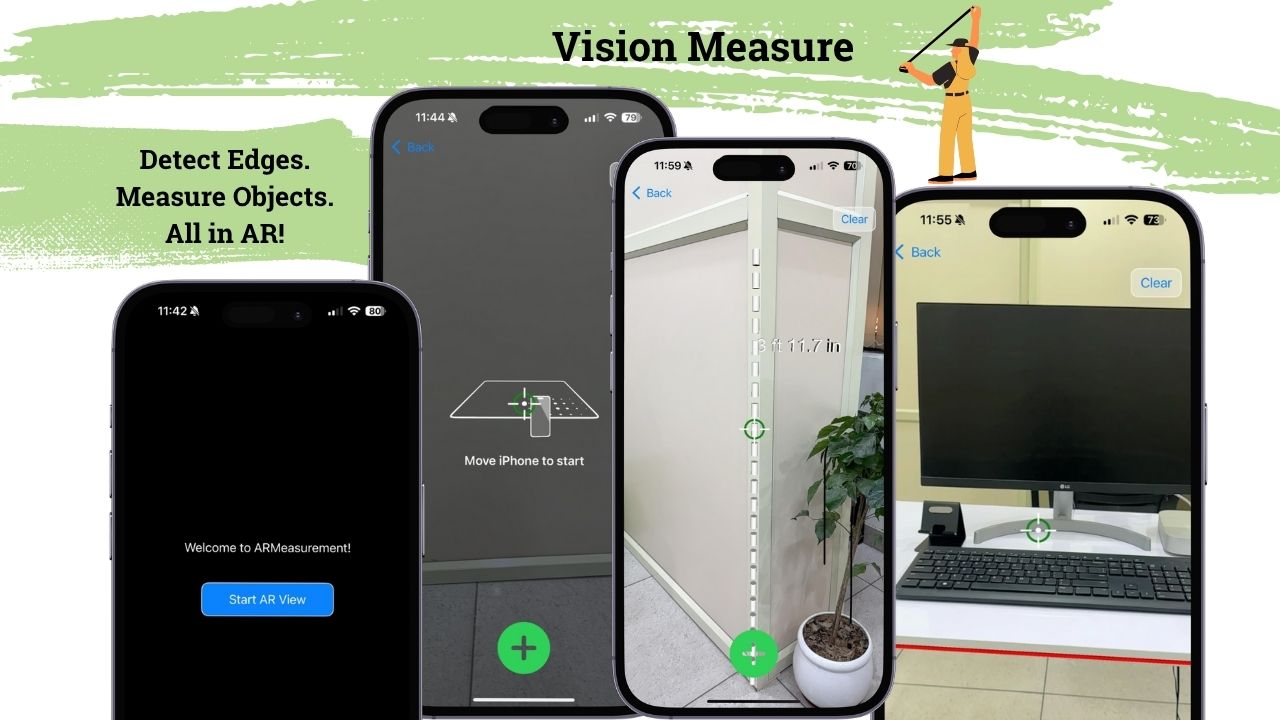 Vision Measure
Detect Edges.
Measure Objects.
All in AR!
11:42
80
Welcome to ARMeasurement!
Start AR View
11:44
79
Back
Move iPhone to start
11:59
70
Back
Clear
3 ft 11.7 in
11:55
73
Back
Clear
LG